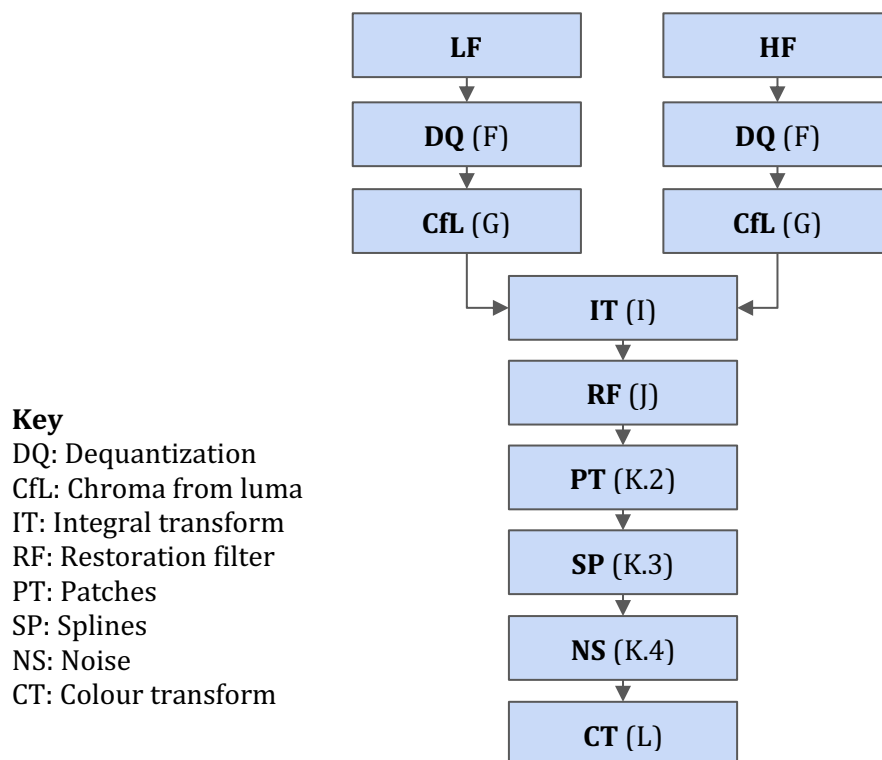 LF
HF
DQ (F)
DQ (F)
CfL (G)
CfL (G)
IT (I)
RF (J)
PT (K.2)
SP (K.3)
NS (K.4)
CT (L)
Key
DQ: Dequantization
CfL: Chroma from luma
IT: Integral transform
RF: Restoration filter
PT: Patches
SP: Splines
NS: Noise
CT: Colour transform